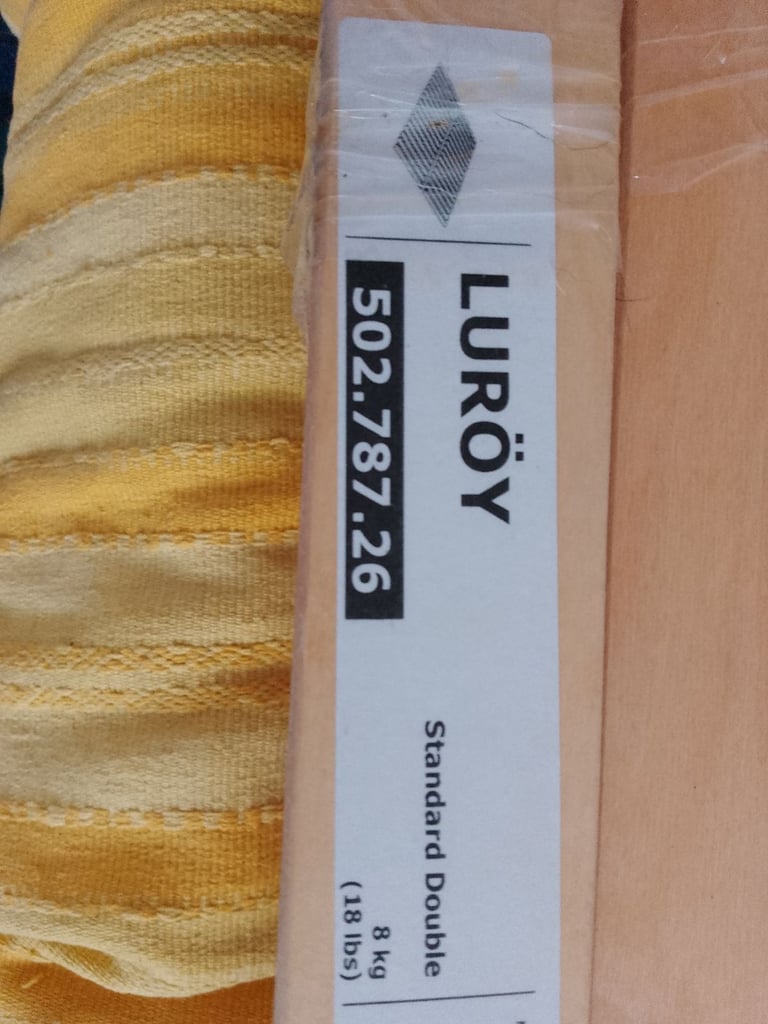 LURÖY
502.787.26
Standard Double
8 kg
(18 lbs)